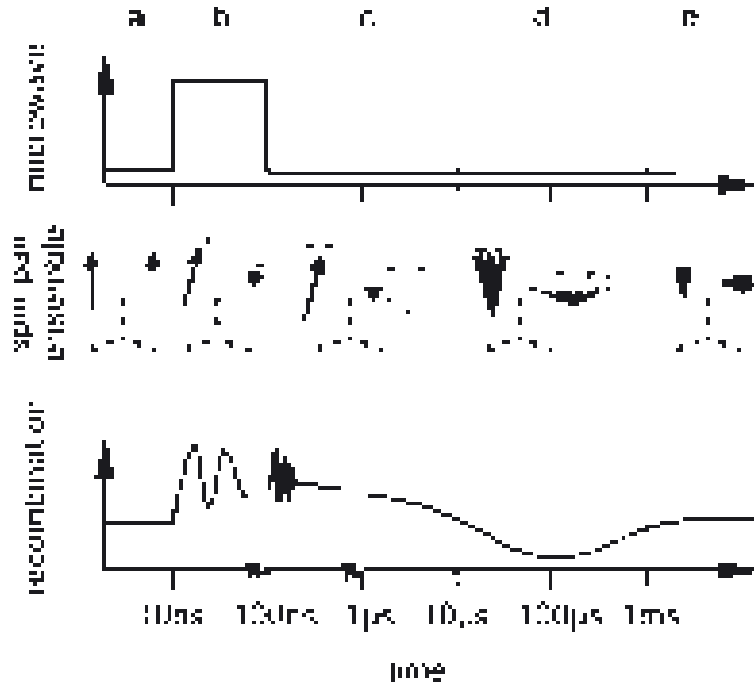 a b c d e
microwave
spin pair
ensemble
recombination
10ns 100ns 1µs 10µs 100µs 1ms
time